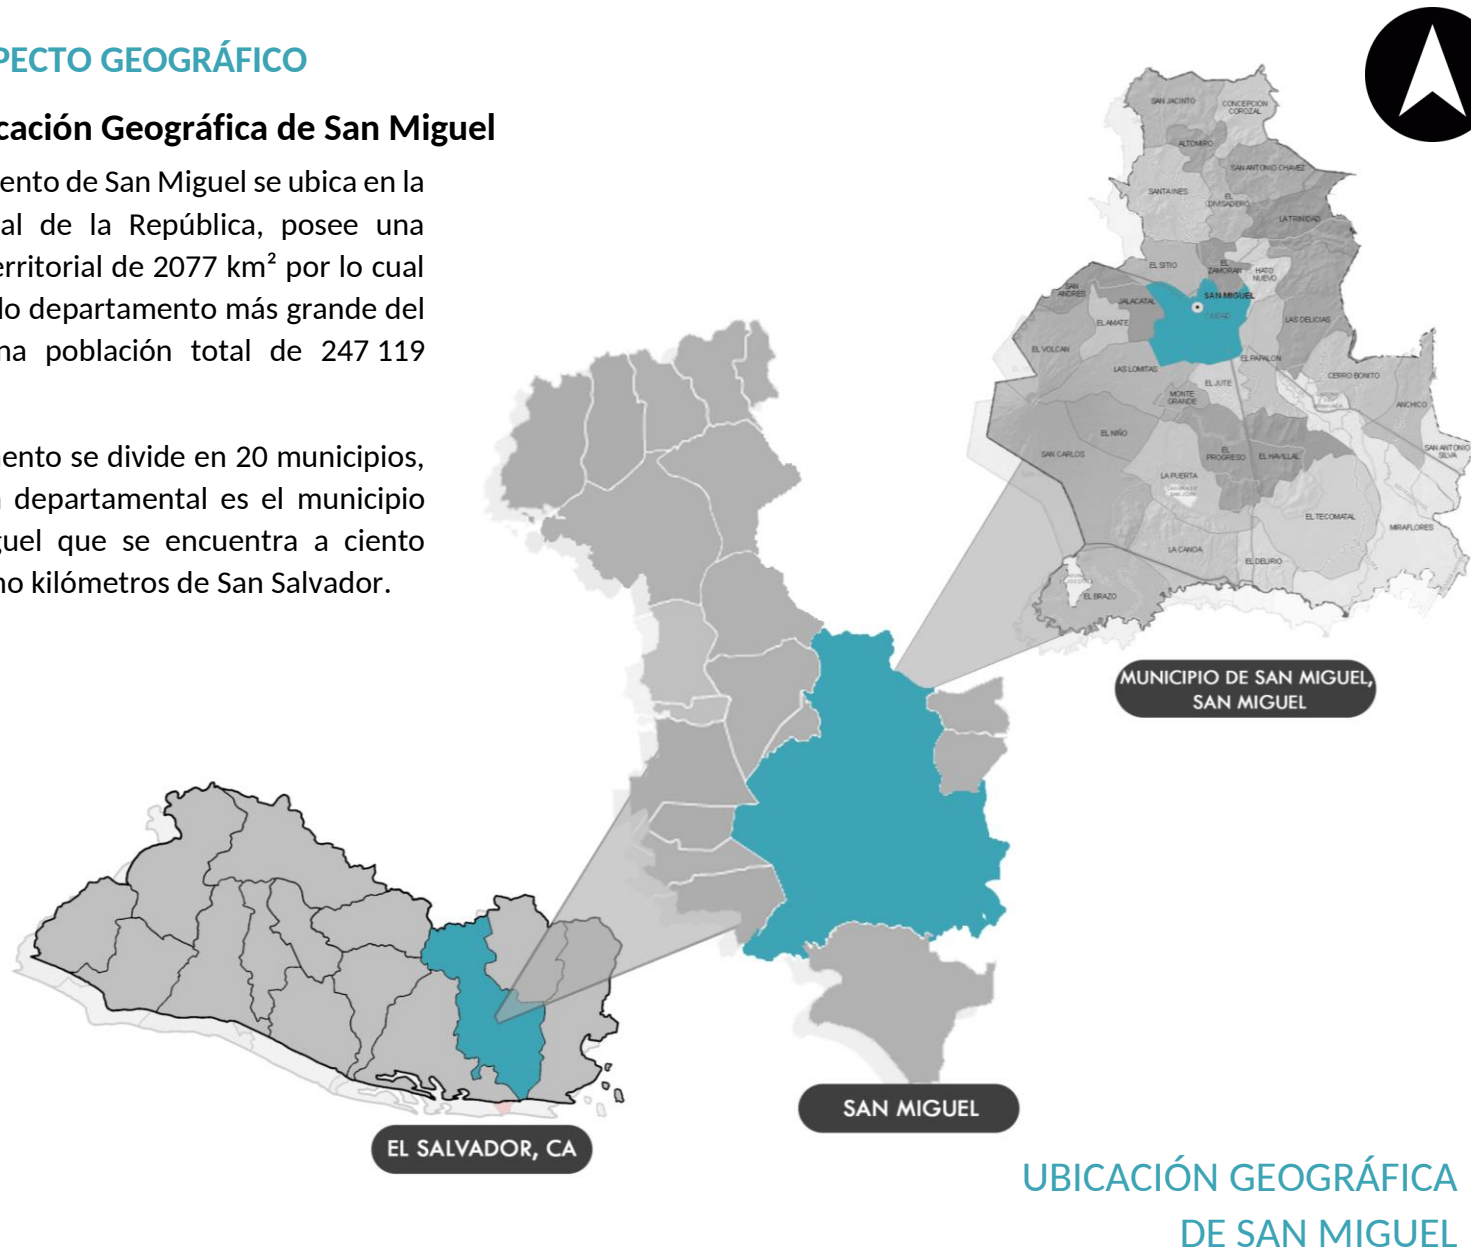 PECTO GEOGRÁFICO
cación Geográfica de San Miguel
ento de San Miguel se ubica en la
al de la República, posee una
erritorial de 2077 km² por lo cual
do departamento más grande del
na población total de 247 119
ento se divide en 20 municipios,
departamental es el municipio
guel que se encuentra a ciento
no kilómetros de San Salvador.
SAN JACINTO
CONCEPCION
COROZAL
ALTOMIRO
SAN ANTONIO CHAVEZ
SANTA INES
EL
DIVISADERO
LA TRINIDAD
EL SITIO
EL
ZAMORAN
HATO
NUEVO
SAN
ANDRES
JALACATAL
SAN MIGUEL
CIUDAD
EL AMATE
LAS DELICIAS
EL VOLCAN
EL PAPALON
LAS LOMITAS
EL JUTE
CERRO BONITO
MONTE
GRANDE
ANCHICO
EL NIÑO
SAN CARLOS
EL
PROGRESO
EL HAVILLAL
SAN ANTONIO
SILVA
LA PUERTA
EL TECOMATAL
MIRAFLORES
LA CANOA
EL DELIRIO
EL BRAZO
MUNICIPIO DE SAN MIGUEL,
SAN MIGUEL
SAN MIGUEL
EL SALVADOR, CA
UBICACIÓN GEOGRÁFICA
DE SAN MIGUEL